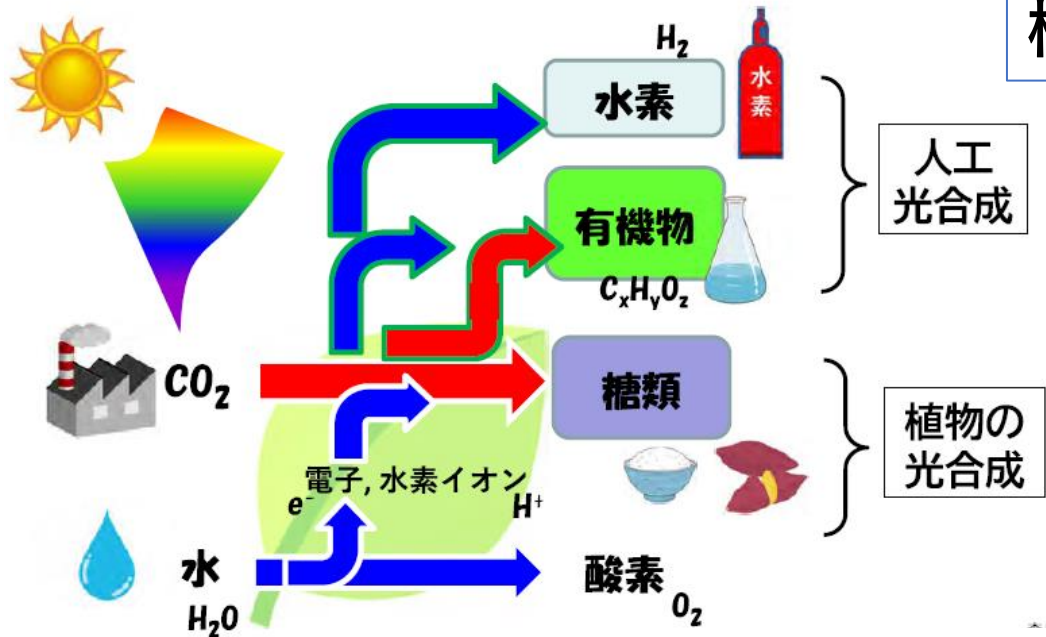 H₂
水素
水素
人工
光合成
有機物
CₓHᵧO_z
CO₂
糖類
植物の
光合成
電子, 水素イオン
e⁻
H⁺
水
H₂O
酸素
O₂